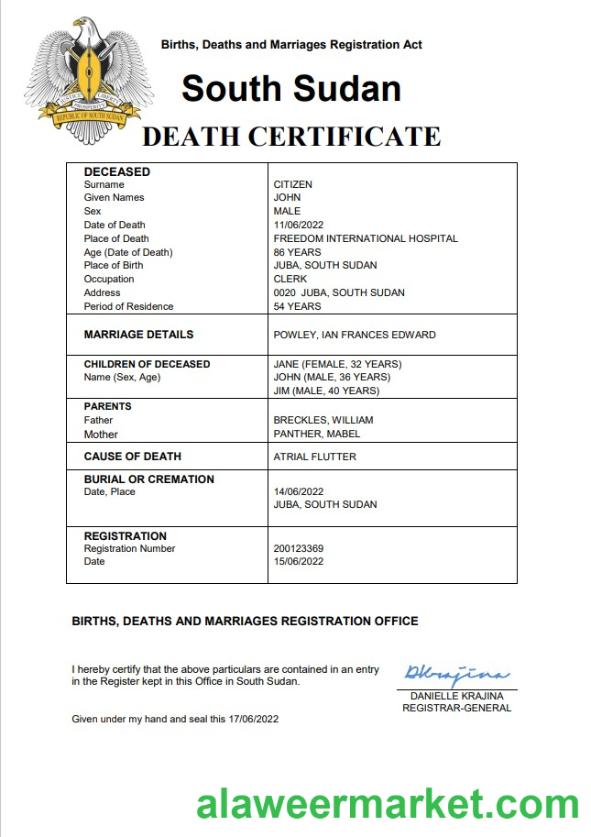 Births, Deaths and Marriages Registration Act
South Sudan
DEATH CERTIFICATE
REPUBLIC OF SOUTH SUDAN
DECEASED
Surname CITIZEN
Given Names JOHN
Sex MALE
Date of Death 11/06/2022
Place of Death FREEDOM INTERNATIONAL HOSPITAL
Age (Date of Death) 86 YEARS
Place of Birth JUBA, SOUTH SUDAN
Occupation CLERK
Address 0020 JUBA, SOUTH SUDAN
Period of Residence 54 YEARS
MARRIAGE DETAILS POWLEY, IAN FRANCES EDWARD
CHILDREN OF DECEASED JANE (FEMALE, 32 YEARS)
Name (Sex, Age) JOHN (MALE, 36 YEARS)
JIM (MALE, 40 YEARS)
PARENTS
Father BRECKLES, WILLIAM
Mother PANTHER, MABEL
CAUSE OF DEATH ATRIAL FLUTTER
BURIAL OR CREMATION
Date, Place 14/06/2022
JUBA, SOUTH SUDAN
REGISTRATION
Registration Number 200123369
Date 15/06/2022
BIRTHS, DEATHS AND MARRIAGES REGISTRATION OFFICE
I hereby certify that the above particulars are contained in an entry
in the Register kept in this Office in South Sudan.
DKrajina
DANIELLE KRAJINA
REGISTRAR-GENERAL
Given under my hand and seal this 17/06/2022
alaweermarket.com